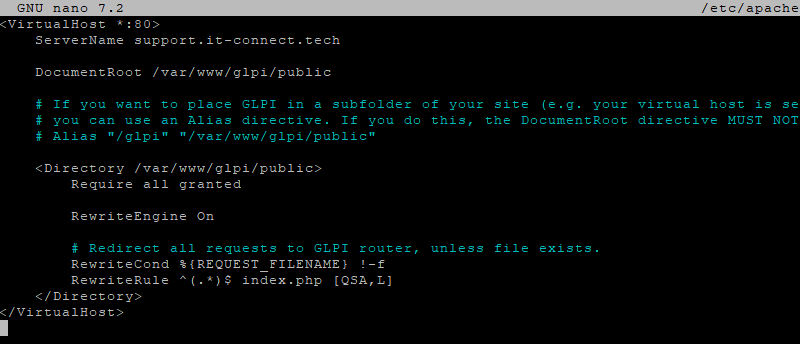 GNU nano 7.2 /etc/apache
<VirtualHost *:80>
ServerName support.it-connect.tech
DocumentRoot /var/www/glpi/public
# If you want to place GLPI in a subfolder of your site (e.g. your virtual host is se
# you can use an Alias directive. If you do this, the DocumentRoot directive MUST NOT
# Alias "/glpi" "/var/www/glpi/public"
<Directory /var/www/glpi/public>
Require all granted
RewriteEngine On
# Redirect all requests to GLPI router, unless file exists.
RewriteCond %{REQUEST_FILENAME} !-f
RewriteRule ^(.*)$ index.php [QSA,L]
</Directory>
</VirtualHost>